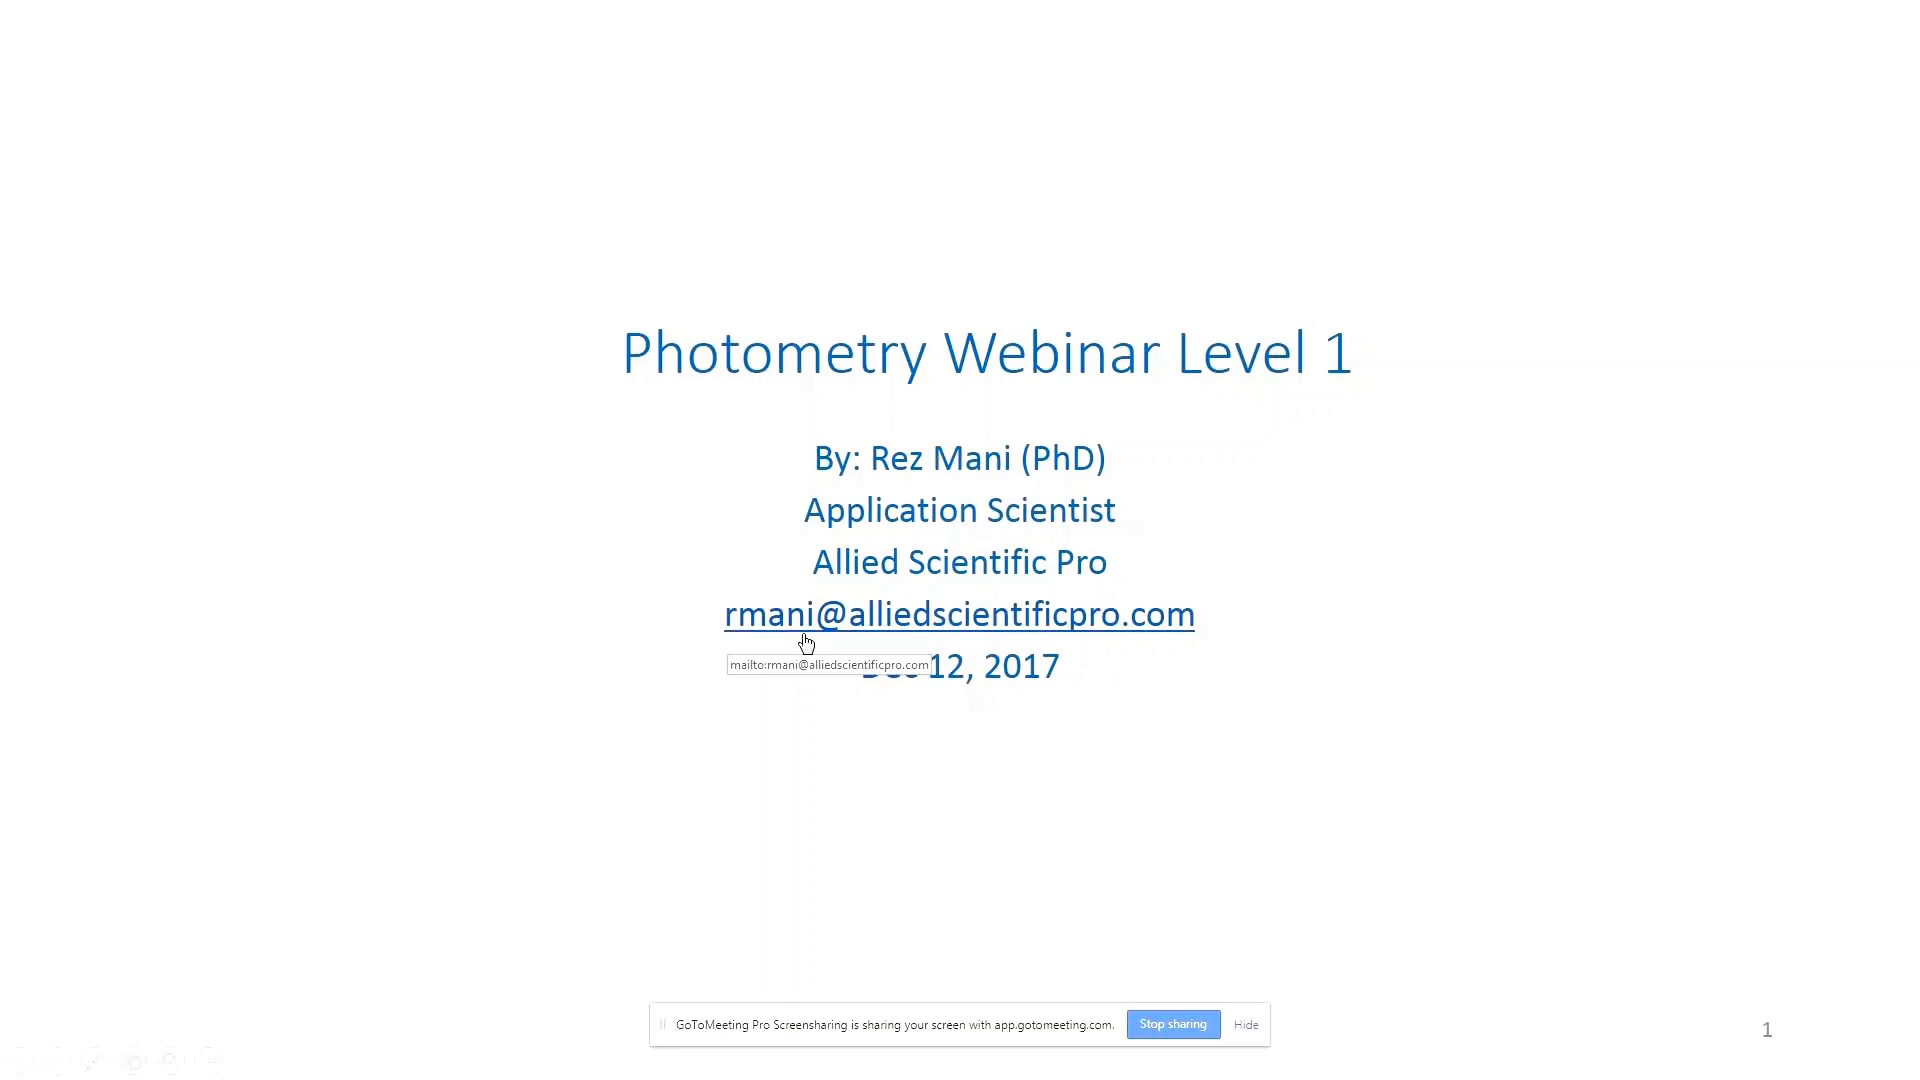 Photometry Webinar Level 1
By: Rez Mani (PhD)
Application Scientist
Allied Scientific Pro
rmani@alliedscientificpro.com
mailto:rmani@alliedscientificpro.com
12, 2017
GoToMeeting Pro Screensharing is sharing your screen with app.gotomeeting.com.
Stop sharing
Hide
1